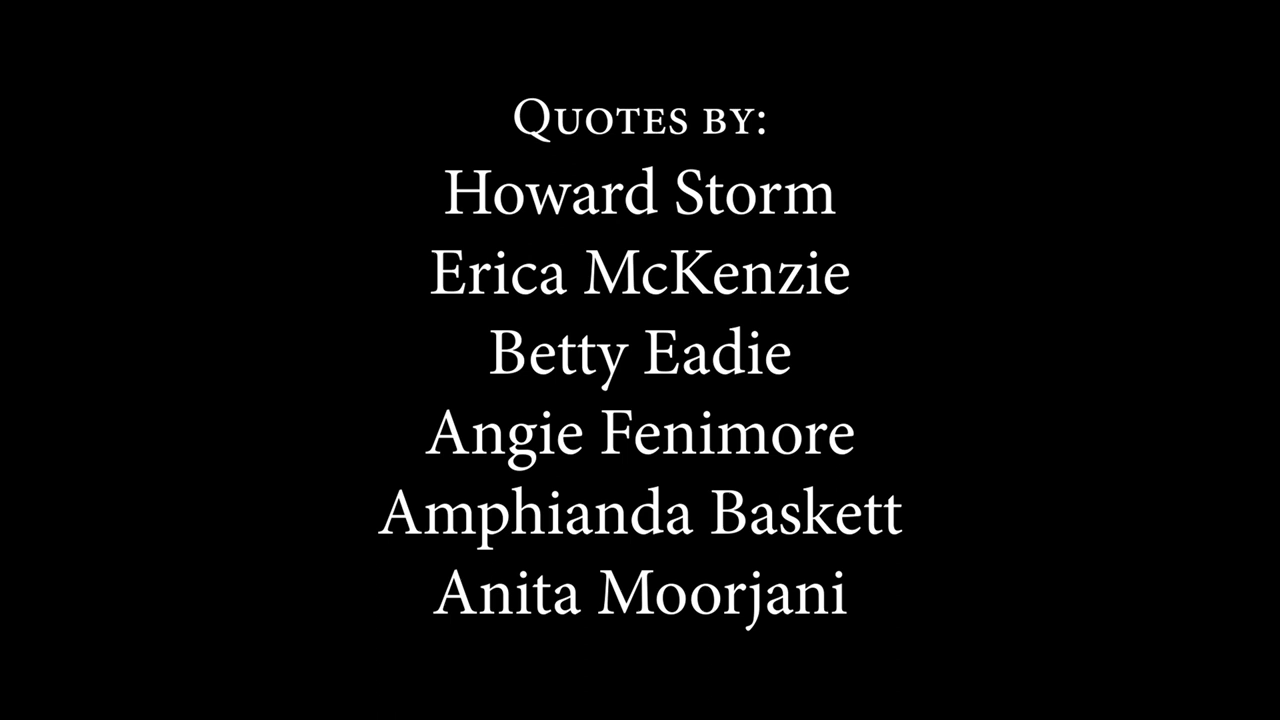 Quotes by:
Howard Storm
Erica McKenzie
Betty Eadie
Angie Fenimore
Amphianda Baskett
Anita Moorjani